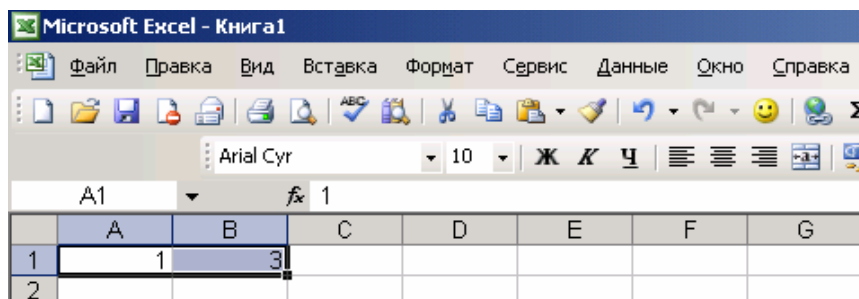 Microsoft Excel - Книга1
Файл Правка Вид Вставка Формат Сервис Данные Окно Справка
ABC Σ
Arial Cyr 10 Ж К Ч a
A1 fx 1
A B C D E F G
1 1 3
2